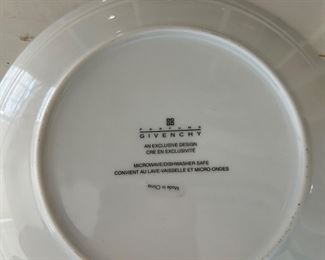 PARFUMS
GIVENCHY
AN EXCLUSIVE DESIGN
CRE EN EXCLUSIVITÉ
MICROWAVE/DISHWASHER SAFE
CONVIENT AU LAVE-VAISSELLE ET MICRO-ONDES
Made in China